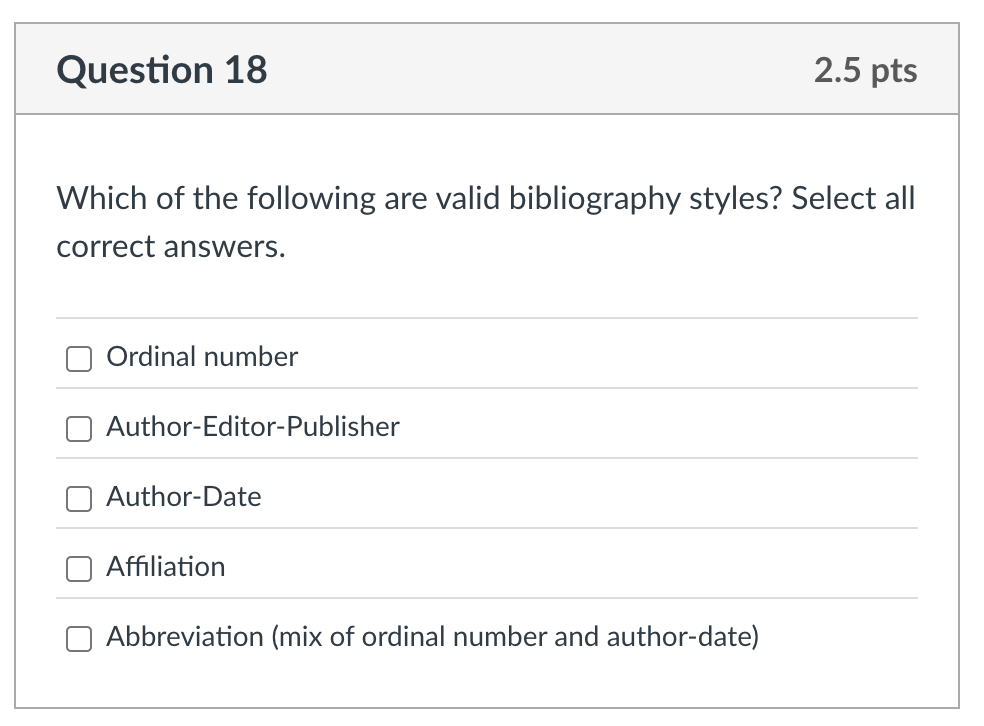 Question 18
2.5 pts
Which of the following are valid bibliography styles? Select all
correct answers.
Ordinal number
Author-Editor-Publisher
Author-Date
Affiliation
Abbreviation (mix of ordinal number and author-date)